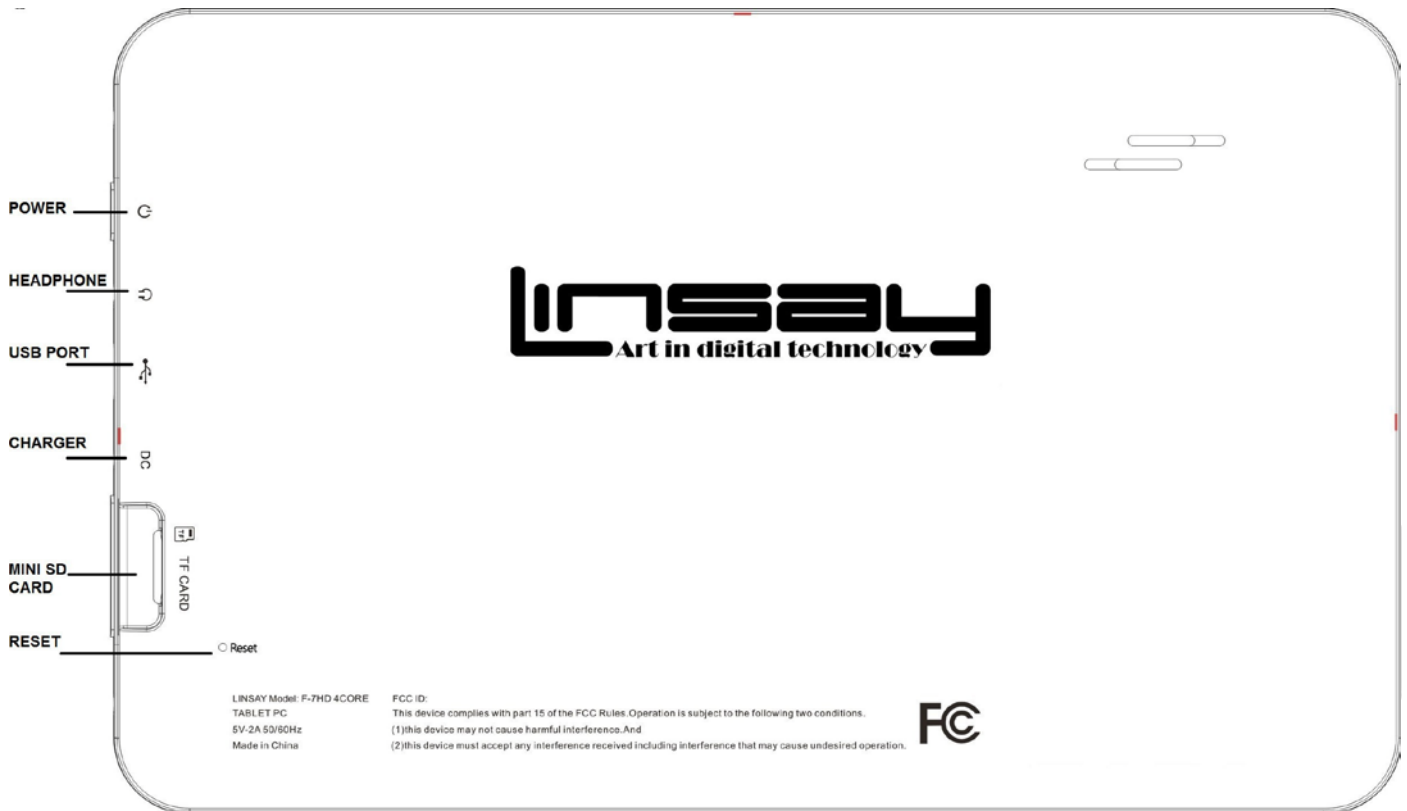 POWER
HEADPHONE
USB PORT
CHARGER
DC
MINI SD
CARD
TF
TF CARD
RESET
Reset
Linsay
Art in digital technology
LINSAY Model: F-7HD 4CORE
TABLET PC
5V-2A 50/60Hz
Made in China
FCC ID:
This device complies with part 15 of the FCC Rules.Operation is subject to the following two conditions.
(1)this device may not cause harmful interference.And
(2)this device must accept any interference received including interference that may cause undesired operation.
FC